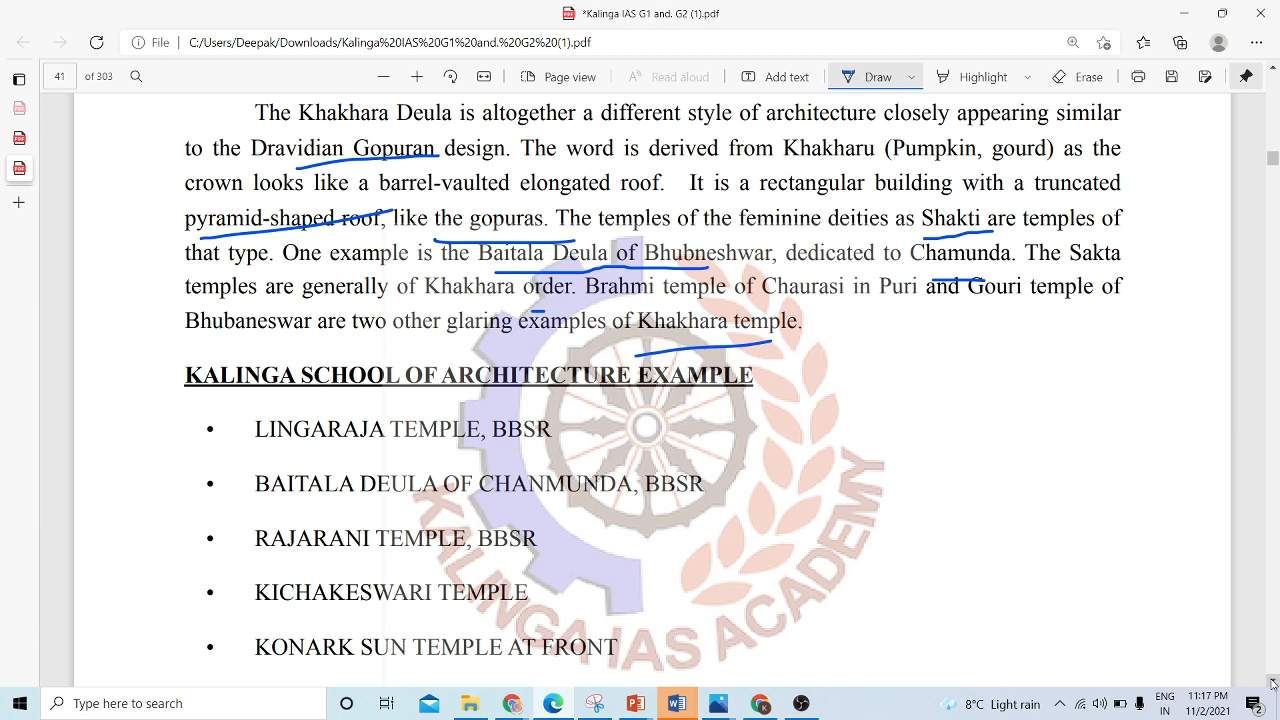 *Kalinga IAS G1 and. G2 (1).pdf
File C:/Users/Deepak/Downloads/Kalinga%20IAS%20G1%20and.%20G2%20(1).pdf
41 of 303 Page view Read aloud Add text Draw Highlight Erase
The Khakhara Deula is altogether a different style of architecture closely appearing similar
to the Dravidian Gopuran design. The word is derived from Khakharu (Pumpkin, gourd) as the
crown looks like a barrel-vaulted elongated roof. It is a rectangular building with a truncated
pyramid-shaped roof, like the gopuras. The temples of the feminine deities as Shakti are temples of
that type. One example is the Baitala Deula of Bhubneshwar, dedicated to Chamunda. The Sakta
temples are generally of Khakhara order. Brahmi temple of Chaurasi in Puri and Gouri temple of
Bhubaneswar are two other glaring examples of Khakhara temple.
KALINGA SCHOOL OF ARCHITECTURE EXAMPLE
• LINGARAJA TEMPLE, BBSR
• BAITALA DEULA OF CHANMUNDA, BBSR
• RAJARANI TEMPLE, BBSR
• KICHAKESWARI TEMPLE
• KONARK SUN TEMPLE AT FRONT
KALINGA IAS ACADEMY
Type here to search 8°C Light rain ENG 11:17 PM
IN 11/2/2021 2